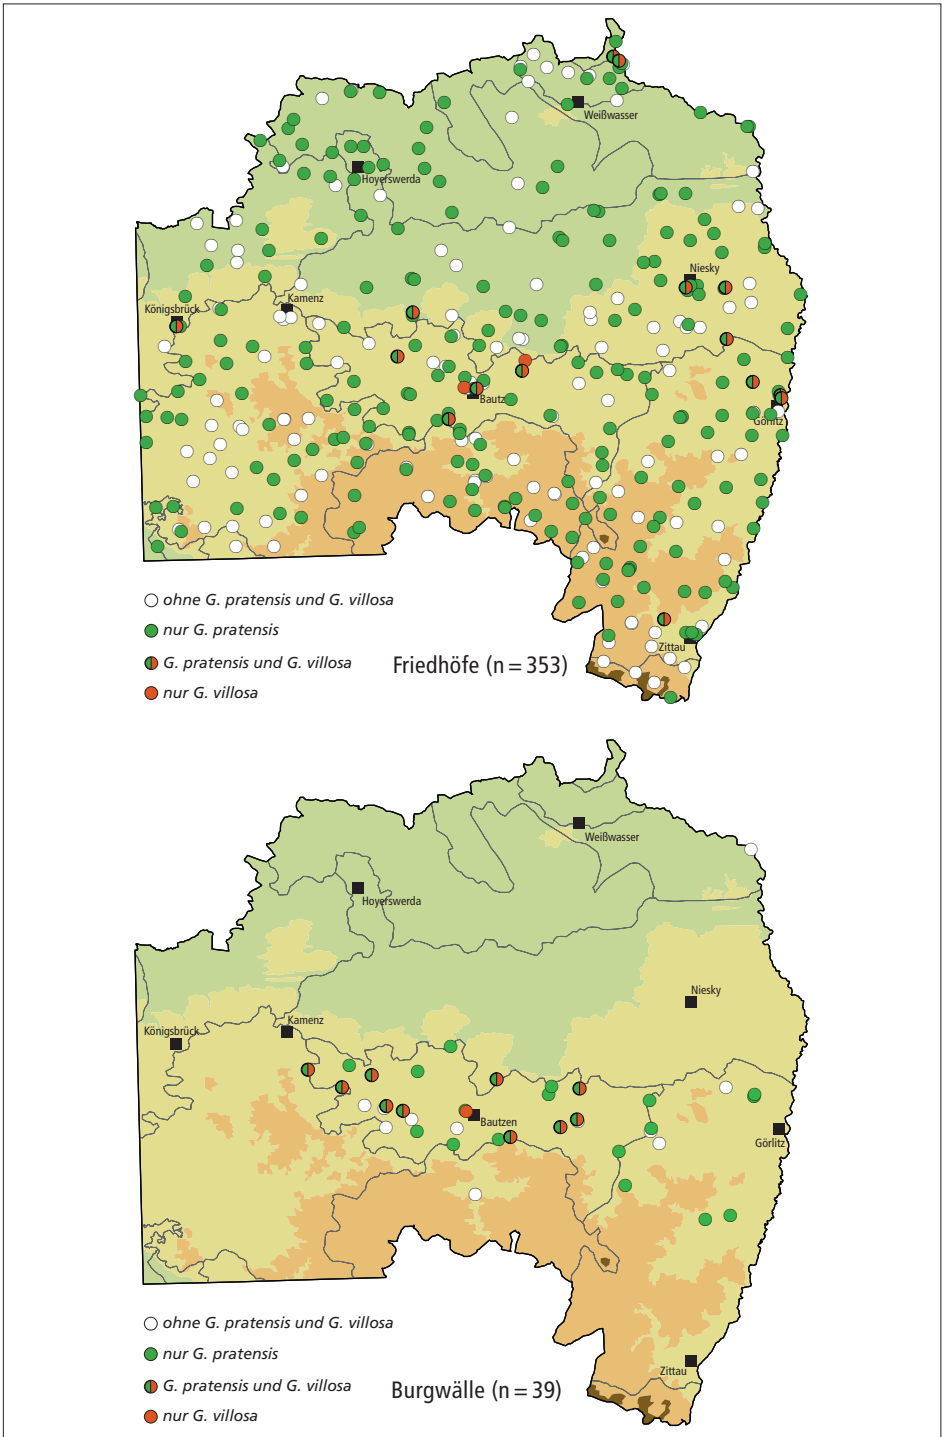 Weißwasser
Hoyerswerda
Niesky
Kamenz
Königsbrück
Bautz
Görlitz
Zittau
ohne G. pratensis und G. villosa
nur G. pratensis
G. pratensis und G. villosa
nur G. villosa
Friedhöfe (n = 353)
Weißwasser
Hoyerswerda
Niesky
Kamenz
Königsbrück
Bautzen
Görlitz
Zittau
ohne G. pratensis und G. villosa
nur G. pratensis
G. pratensis und G. villosa
nur G. villosa
Burgwälle (n = 39)